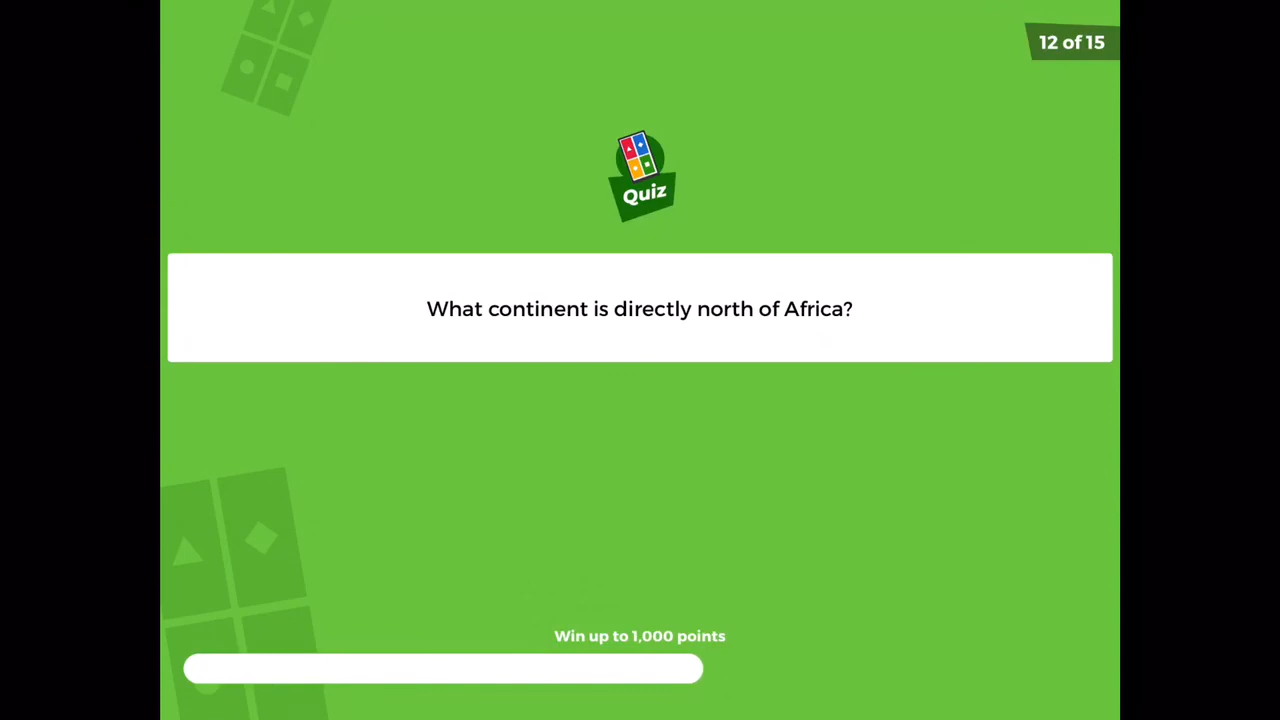 12 of 15
Quiz
What continent is directly north of Africa?
Win up to 1,000 points